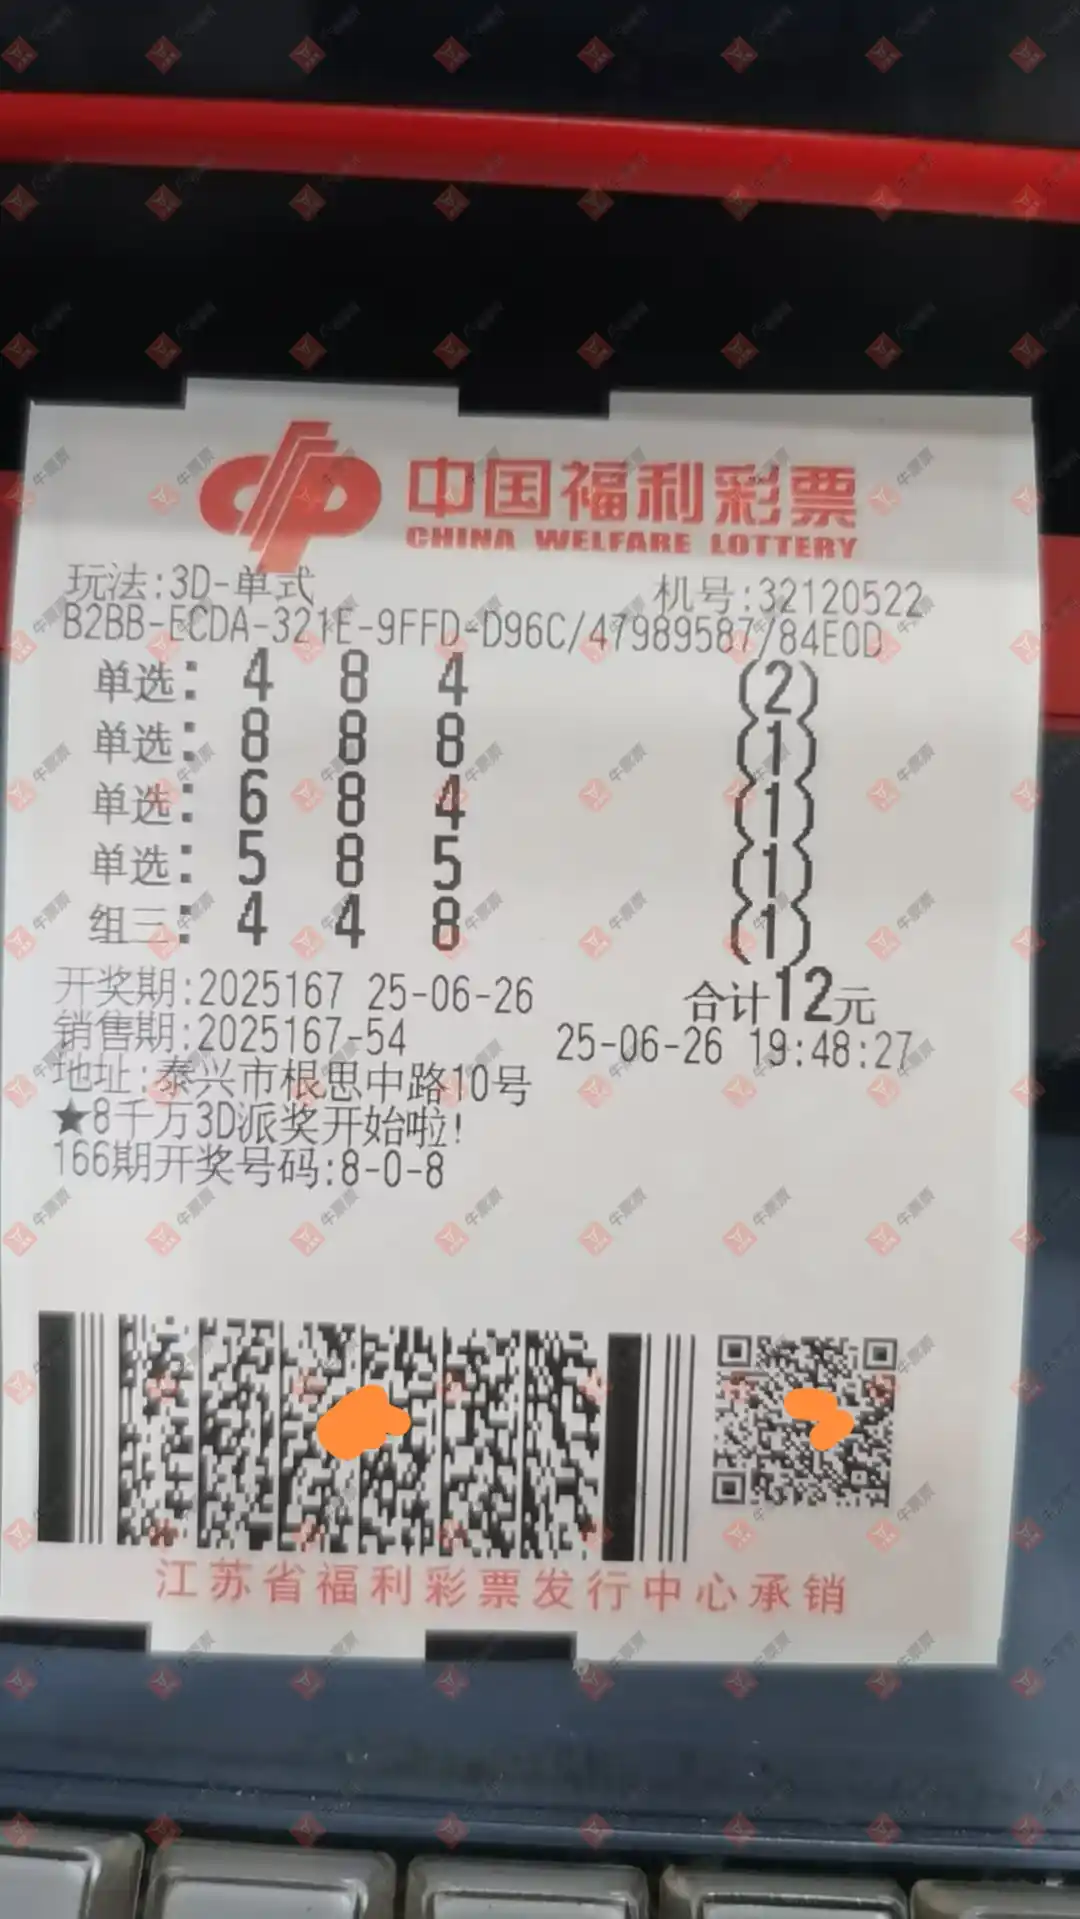 中国福利彩票
CHINA WELFARE LOTTERY
玩法:3D-单式 机号:32120522
B2BB-ECDA-321E-9FFD-D96C/47989587/84E0D
单选: 4 8 4 (2)
单选: 8 8 8 (1)
单选: 6 8 4 (1)
单选: 5 8 5 (1)
组三: 4 4 8 (1)
开奖期:2025167 25-06-26 合计12元
销售期:2025167-54 25-06-26 19:48:27
地址:泰兴市根思中路10号
★8千万3D派奖开始啦!
166期开奖号码:8-0-8
江苏省福利彩票发行中心承销
牛票票